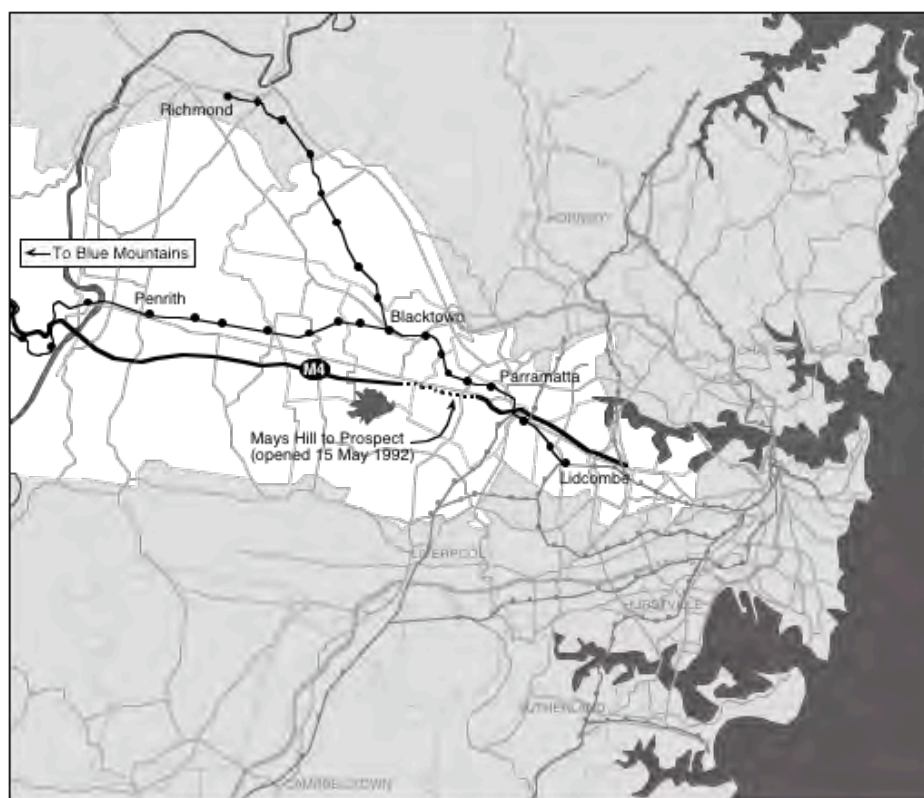 Richmond
HORNSBY
To Blue Mountains
Penrith
Blacktown
M4
Parramatta
Mays Hill to Prospect
(opened 15 May 1992)
Lidcombe
LIVERPOOL
HURSTVILLE
SUTHERLAND
CAMPBELLTOWN